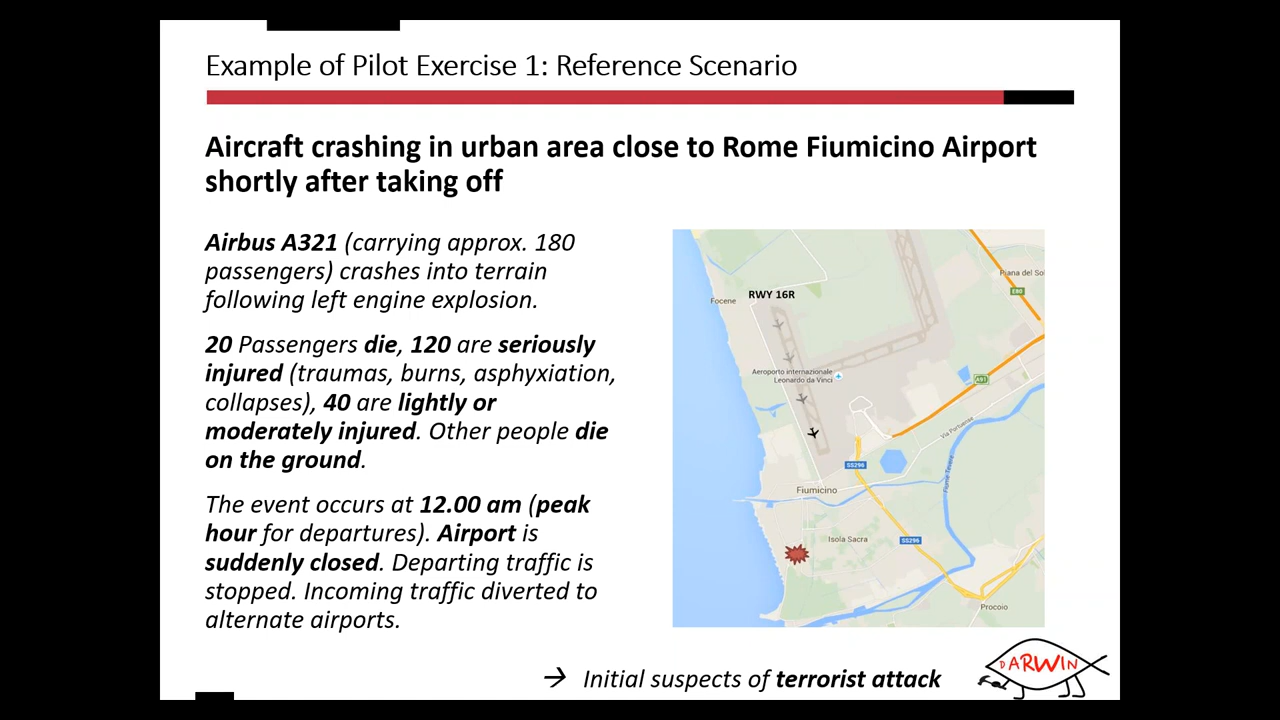 Example of Pilot Exercise 1: Reference Scenario
Aircraft crashing in urban area close to Rome Fiumicino Airport
shortly after taking off
Airbus A321 (carrying approx. 180
passengers) crashes into terrain
following left engine explosion.
20 Passengers die, 120 are seriously
injured (traumas, burns, asphyxiation,
collapses), 40 are lightly or
moderately injured. Other people die
on the ground.
The event occurs at 12.00 am (peak
hour for departures). Airport is
suddenly closed. Departing traffic is
stopped. Incoming traffic diverted to
alternate airports.
Piana del Sol
E80
Focene
RWY 16R
Aeroporto internazionale
Leonardo da Vinci
A91
Via Portuense
SS296
Fiume Tevere
Fiumicino
Isola Sacra
SS296
Procoio
→ Initial suspects of terrorist attack
DARWIN